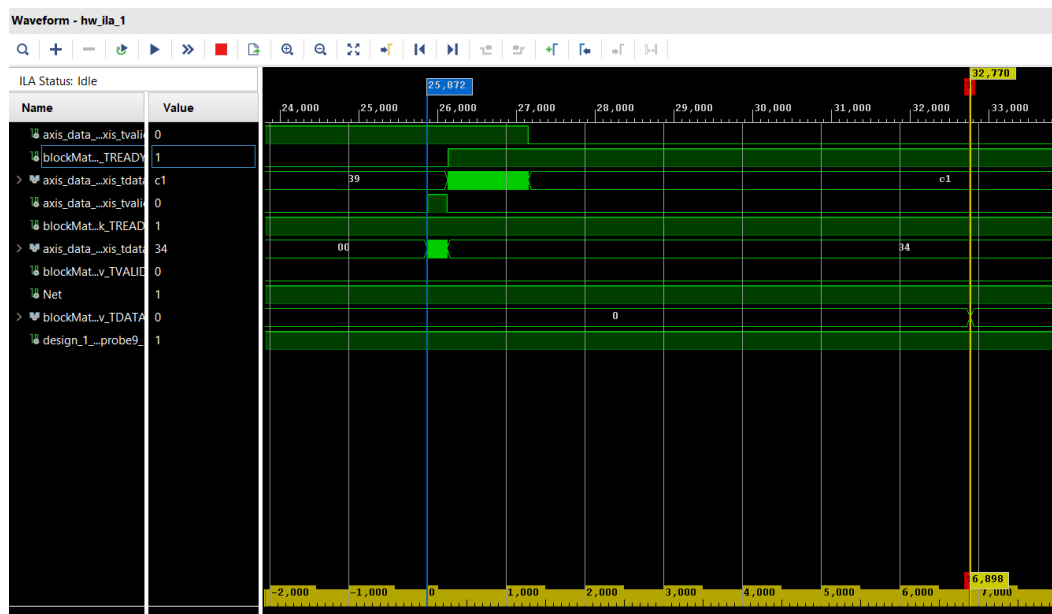 Waveform - hw_ila_1
ILA Status: Idle
Name Value
axis_data_...xis_tvali 0
blockMat..._TREADY 1
axis_data_...xis_tdata c1
axis_data_...xis_tvali 0
blockMat...k_TREAD 1
axis_data_...xis_tdata 34
blockMat...v_TVALID 0
Net 1
blockMat...v_TDATA 0
design_1_...probe9_ 1
25,872 32,770
24,000 25,000 26,000 27,000 28,000 29,000 30,000 31,000 32,000 33,000
39 c1
00 34
0
6,898
-2,000 -1,000 0 1,000 2,000 3,000 4,000 5,000 6,000 7,000